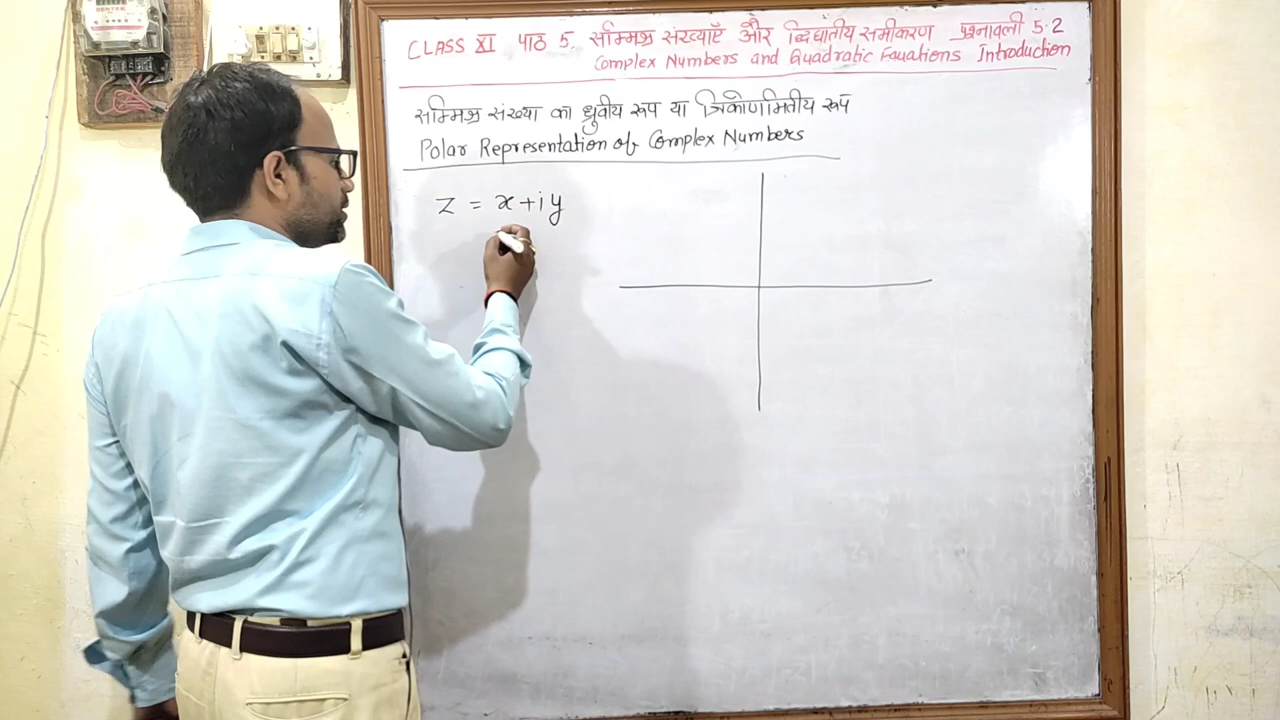 CLASS XI पाठ 5. सम्मिश्र संख्याएँ और द्विघातीय समीकरण प्रश्नावली 5.2
Complex Numbers and Quadratic Equations Introduction
सम्मिश्र संख्या का ध्रुवीय रूप या त्रिकोणमितीय रूप
Polar Representation of Complex Numbers
z = x+iy